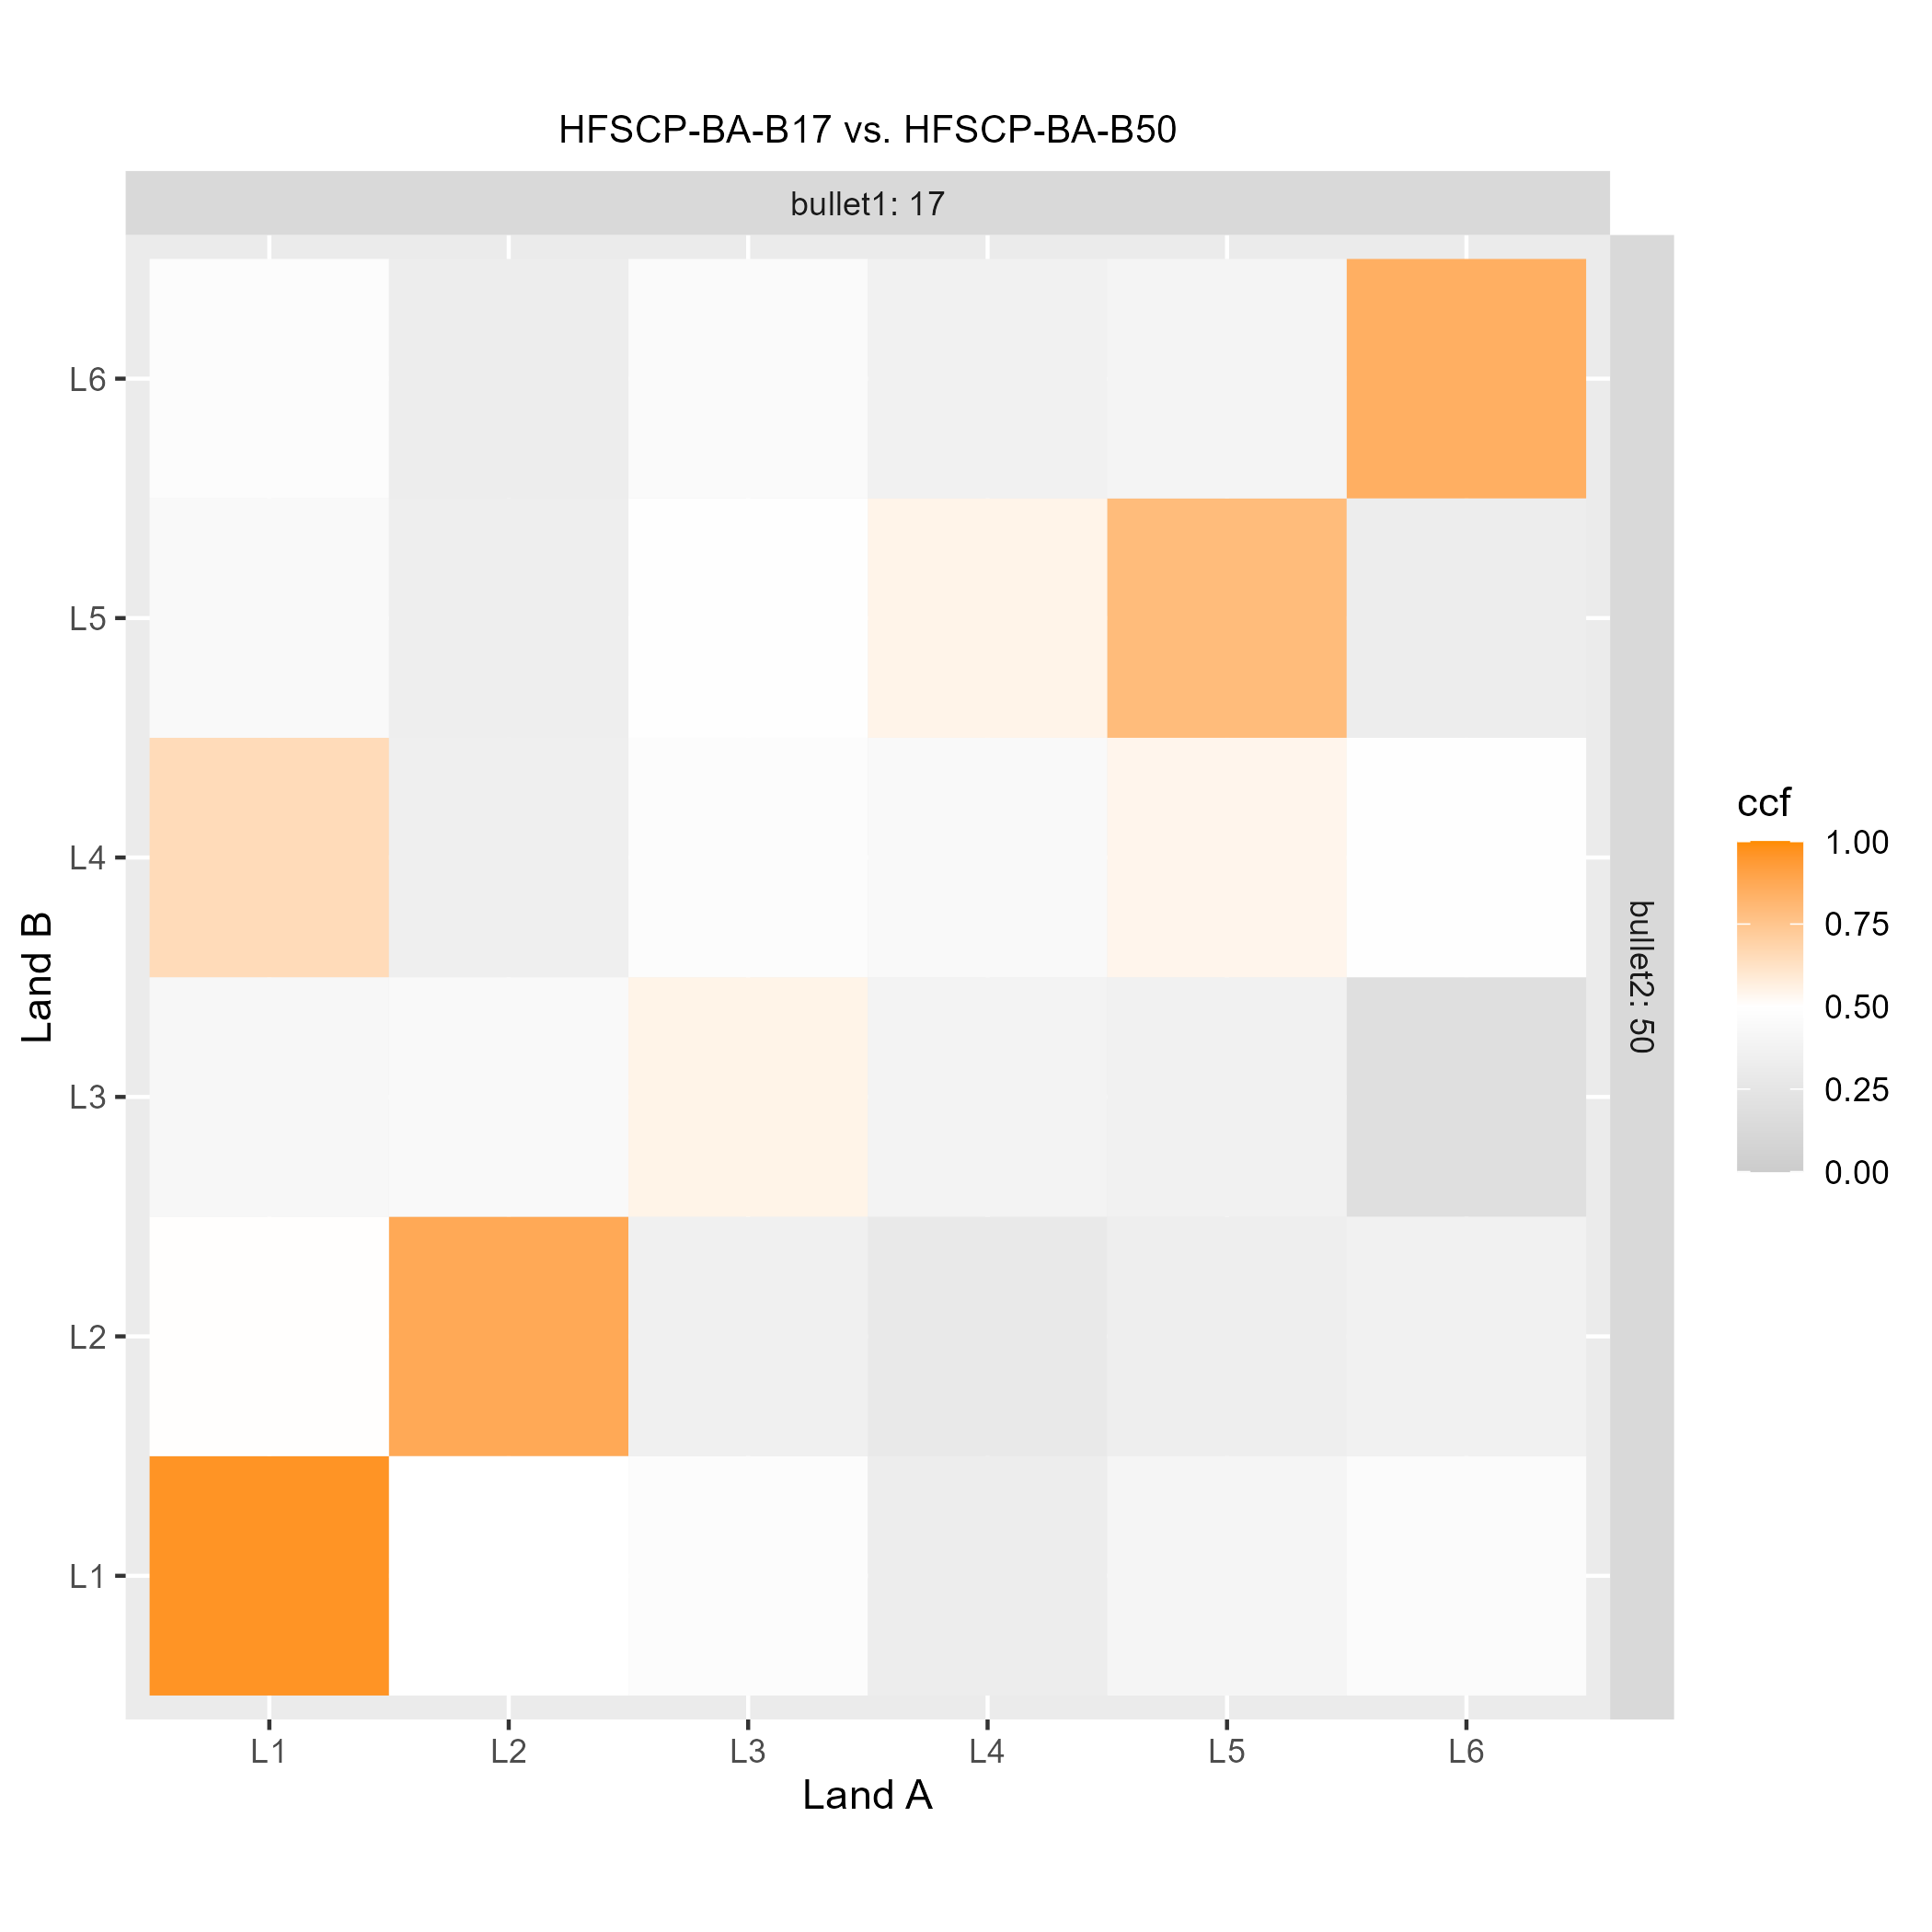 HFSCP-BA-B17 vs. HFSCP-BA-B50
bullet1: 17
L6
L5
L4
L3
L2
L1
Land B
bullet2: 50
ccf
1.00
0.75
0.50
0.25
0.00
L1 L2 L3 L4 L5 L6
Land A